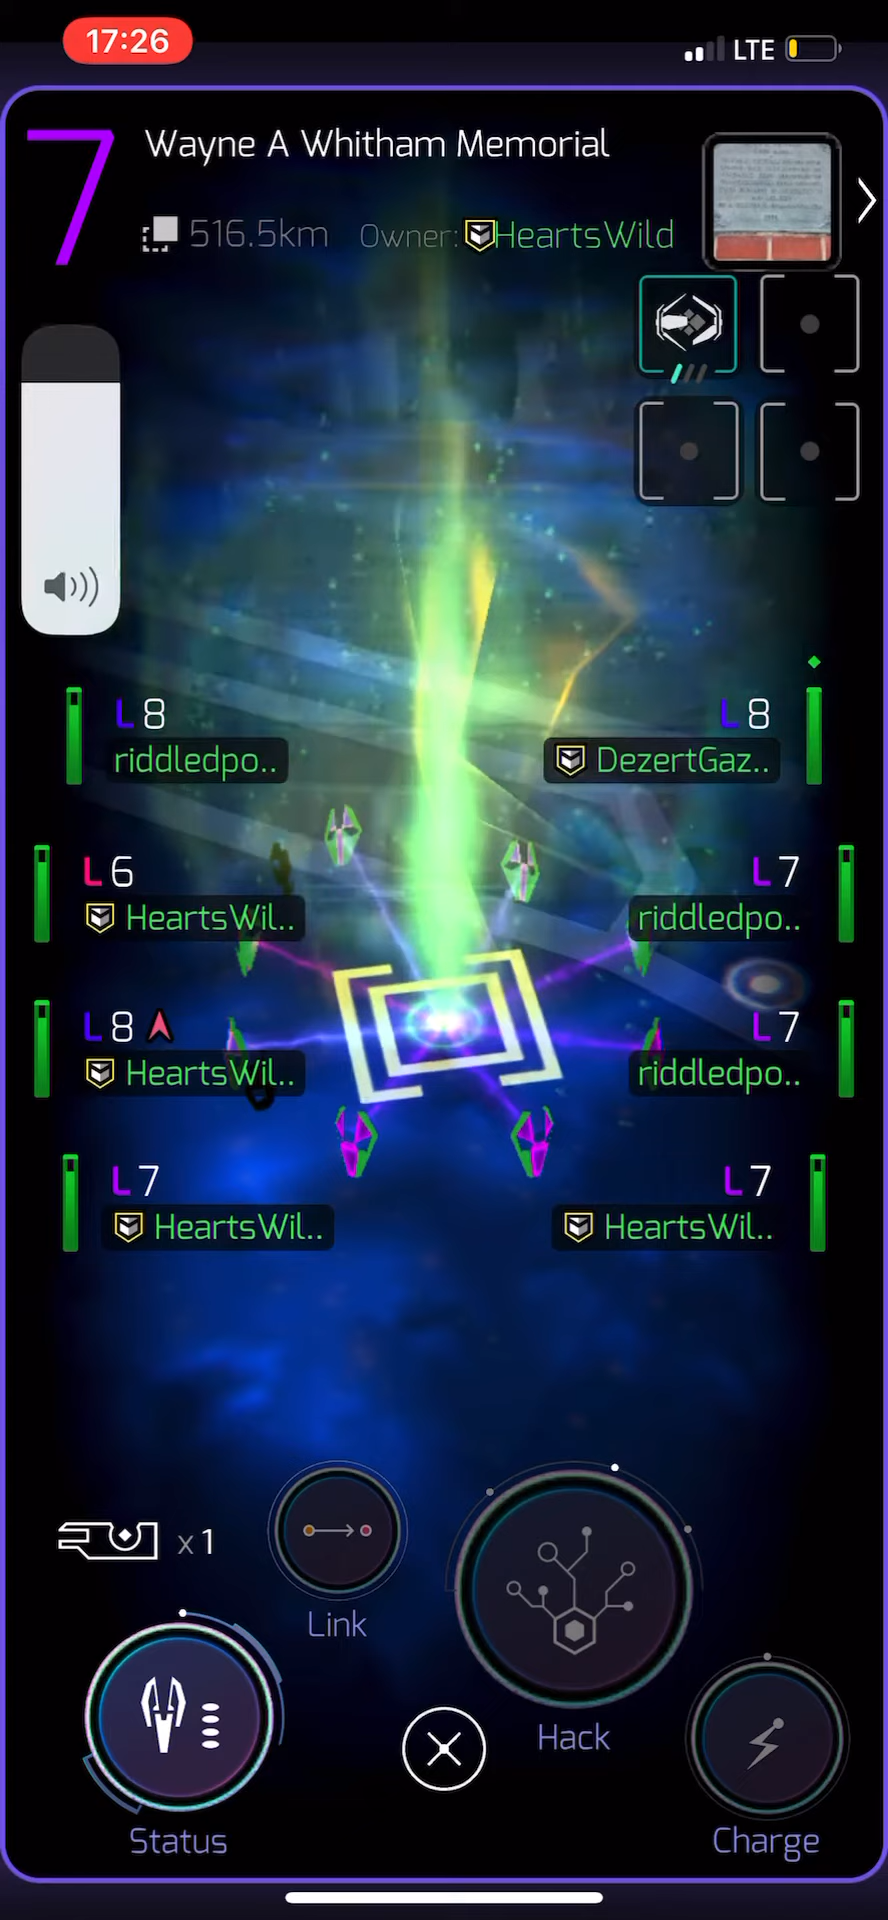 17:26
LTE
7
Wayne A Whitham Memorial
516.5km Owner: HeartsWild
L8
L8
riddledpo..
DezertGaz..
L6
L7
HeartsWil..
riddledpo..
L8
L7
HeartsWil..
riddledpo..
L7
L7
HeartsWil..
HeartsWil..
x1
Link
Hack
Status
Charge